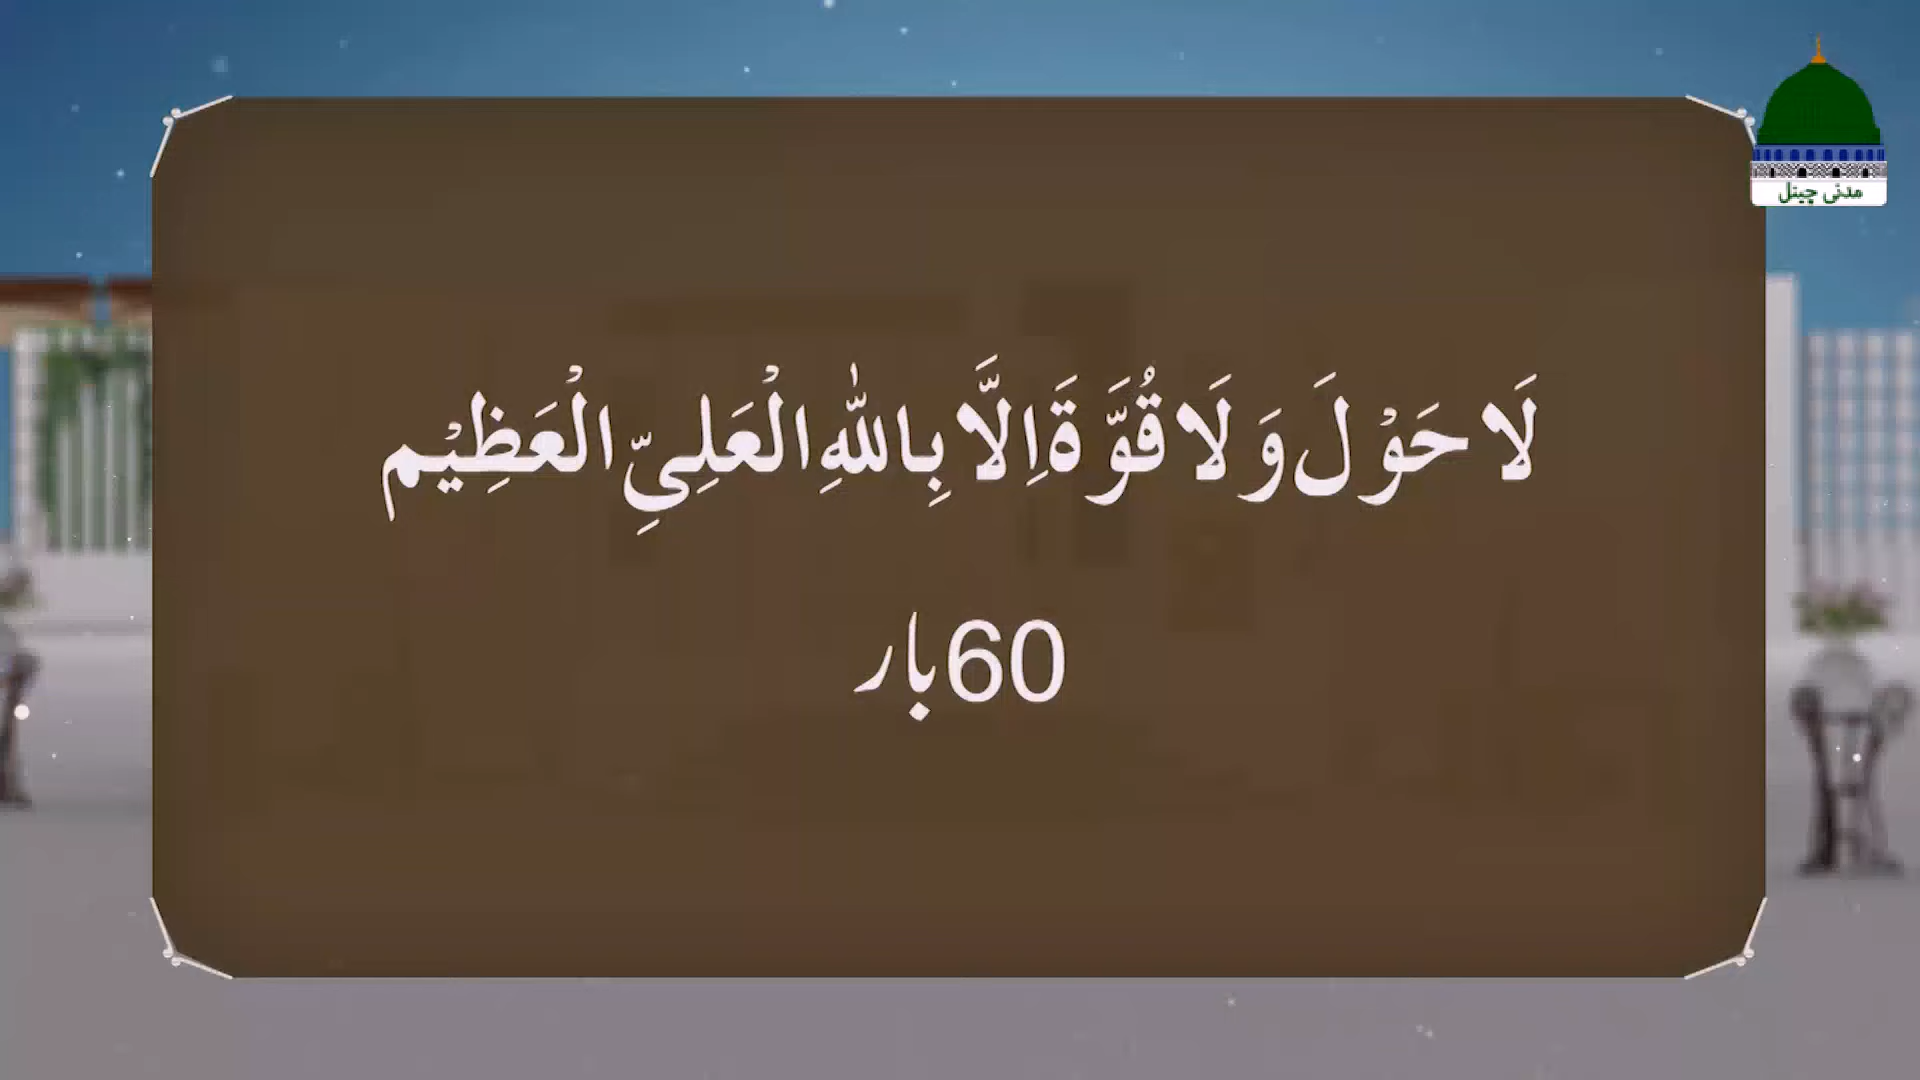 مدنی چینل
لَا حَوْلَ وَ لَا قُوَّةَ اِلَّا بِاللّٰهِ الْعَلِیِّ الْعَظِیْم
60 بار